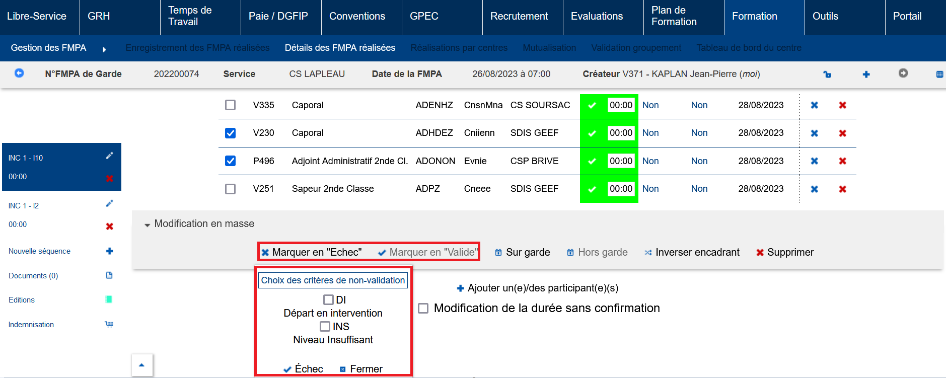 Libre-Service GRH Temps de Travail Paie / DGFIP Conventions GPEC Recrutement Evaluations Plan de Formation Formation Outils Portail
Gestion des FMPA Enregistrement des FMPA réalisées Détails des FMPA réalisées Réalisations par centres Mutualisation Validation groupement Tableau de bord du centre
N°FMPA de Garde 202200074 Service CS LAPLEAU Date de la FMPA 26/08/2023 à 07:00 Créateur V371 - KAPLAN Jean-Pierre (moi)
V335 Caporal ADENHZ CnsnMna CS SOURSAC 00:00 Non Non 28/08/2023
V230 Caporal ADHDEZ Cniienn SDIS GEEF 00:00 Non Non 28/08/2023
P496 Adjoint Administratif 2nde Cl. ADONON Evnie CSP BRIVE 00:00 Non Non 28/08/2023
V251 Sapeur 2nde Classe ADPZ Cneee SDIS GEEF 00:00 Non Non 28/08/2023
INC 1 - I10
00:00
INC 1 - I2
00:00
Nouvelle séquence
Documents (0)
Editions
Indemnisation
Modification en masse
Marquer en "Echec" Marquer en "Valide" Sur garde Hors garde Inverser encadrant Supprimer
Choix des critères de non-validation
DI
Départ en intervention
INS
Niveau Insuffisant
Échec Fermer
Ajouter un(e)/des participant(e)(s)
Modification de la durée sans confirmation